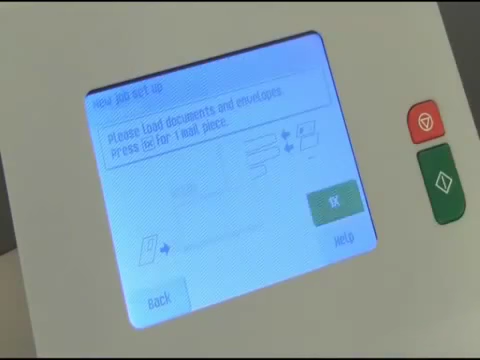 New job set up
Please load documents and envelopes.
Press 1X for 1 mail piece.
1X
Help
Back